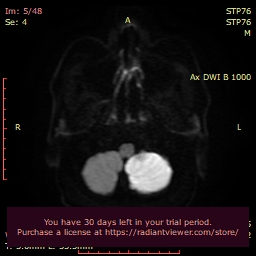 Im: 5/48
Se: 4
STP76
STP76
M
A
Ax DWI B 1000
R
L
You have 30 days left in your trial period.
Purchase a license at https://radiantviewer.com/store/